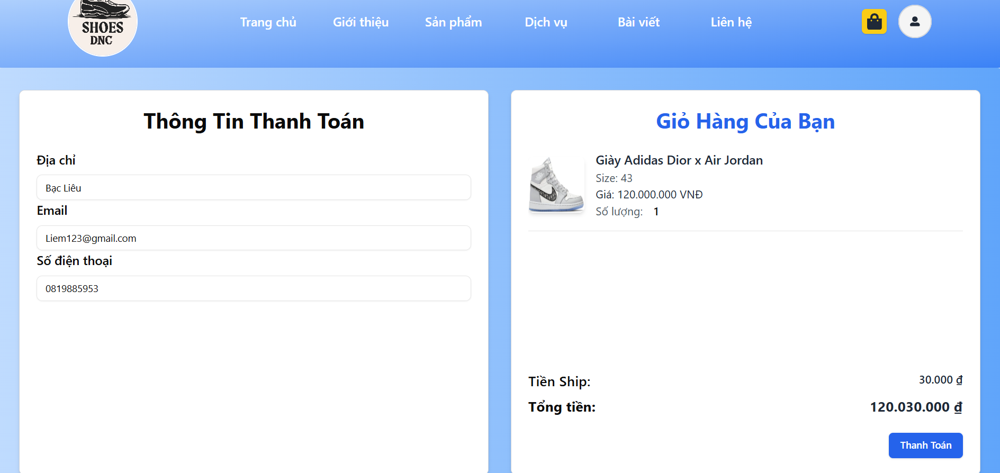 SHOES
DNC
Trang chủ
Giới thiệu
Sản phẩm
Dịch vụ
Bài viết
Liên hệ
Thông Tin Thanh Toán
Địa chỉ
Bạc Liêu
Email
Liem123@gmail.com
Số điện thoại
0819885953
Giỏ Hàng Của Bạn
Giày Adidas Dior x Air Jordan
Size: 43
Giá: 120.000.000 VNĐ
Số lượng: 1
Tiền Ship: 30.000 ₫
Tổng tiền: 120.030.000 ₫
Thanh Toán